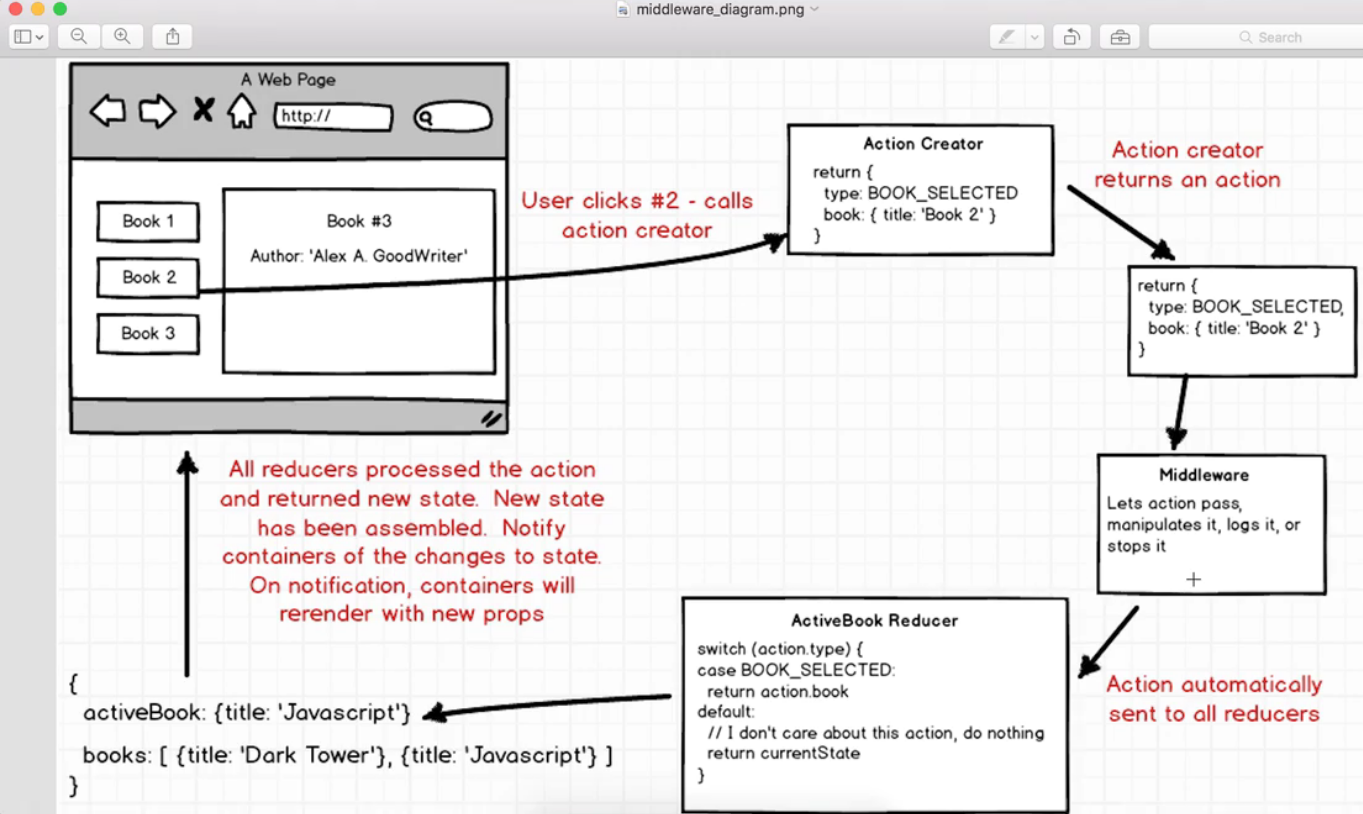 middleware_diagram.png
Search
A Web Page
http://
Book 1
Book 2
Book 3
Book #3
Author: 'Alex A. GoodWriter'
User clicks #2 - calls
action creator
Action Creator
return {
type: BOOK_SELECTED
book: { title: 'Book 2' }
}
Action creator
returns an action
return {
type: BOOK_SELECTED,
book: { title: 'Book 2' }
}
Middleware
Lets action pass,
manipulates it, logs it, or
stops it
Action automatically
sent to all reducers
ActiveBook Reducer
switch (action.type) {
case BOOK_SELECTED:
return action.book
default:
// I don't care about this action, do nothing
return currentState
}
All reducers processed the action
and returned new state. New state
has been assembled. Notify
containers of the changes to state.
On notification, containers will
rerender with new props
{
activeBook: {title: 'Javascript'}
books: [ {title: 'Dark Tower'}, {title: 'Javascript'} ]
}